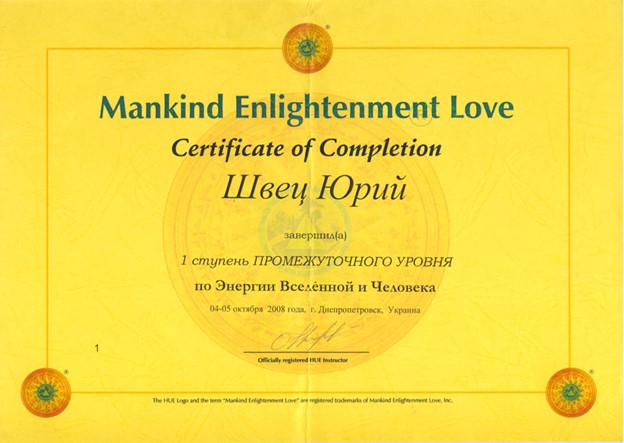 Mankind Enlightenment Love
Certificate of Completion
Швец Юрий
завершил(а)
1 ступень ПРОМЕЖУТОЧНОГО УРОВНЯ
по Энергии Вселённой и Человека
04-05 октября 2008 года, г. Днепропетровск, Украина
Officially registered HUE Instructor
1
The HUE Logo and the term "Mankind Enlightenment Love" are registered trademarks of Mankind Enlightenment Love, Inc.